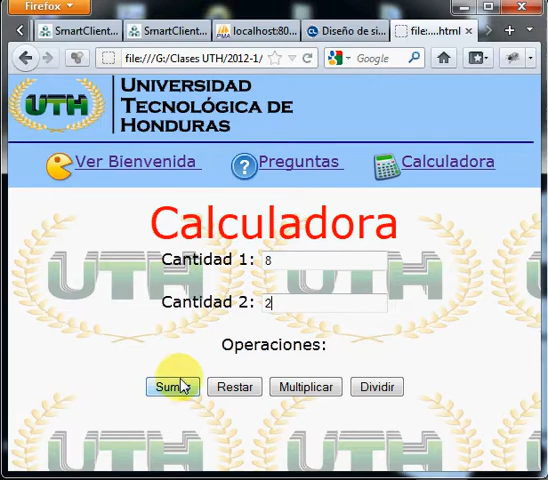 Firefox
SmartClient...
SmartClient...
localhost:80...
Diseño de si...
file:....html
file:///G:/Clases UTH/2012-1/
Google
UTH
UNIVERSIDAD
TECNOLÓGICA DE
HONDURAS
Ver Bienvenida
Preguntas
Calculadora
Calculadora
Cantidad 1: 8
Cantidad 2: 2
Operaciones:
Restar
Multiplicar
Dividir